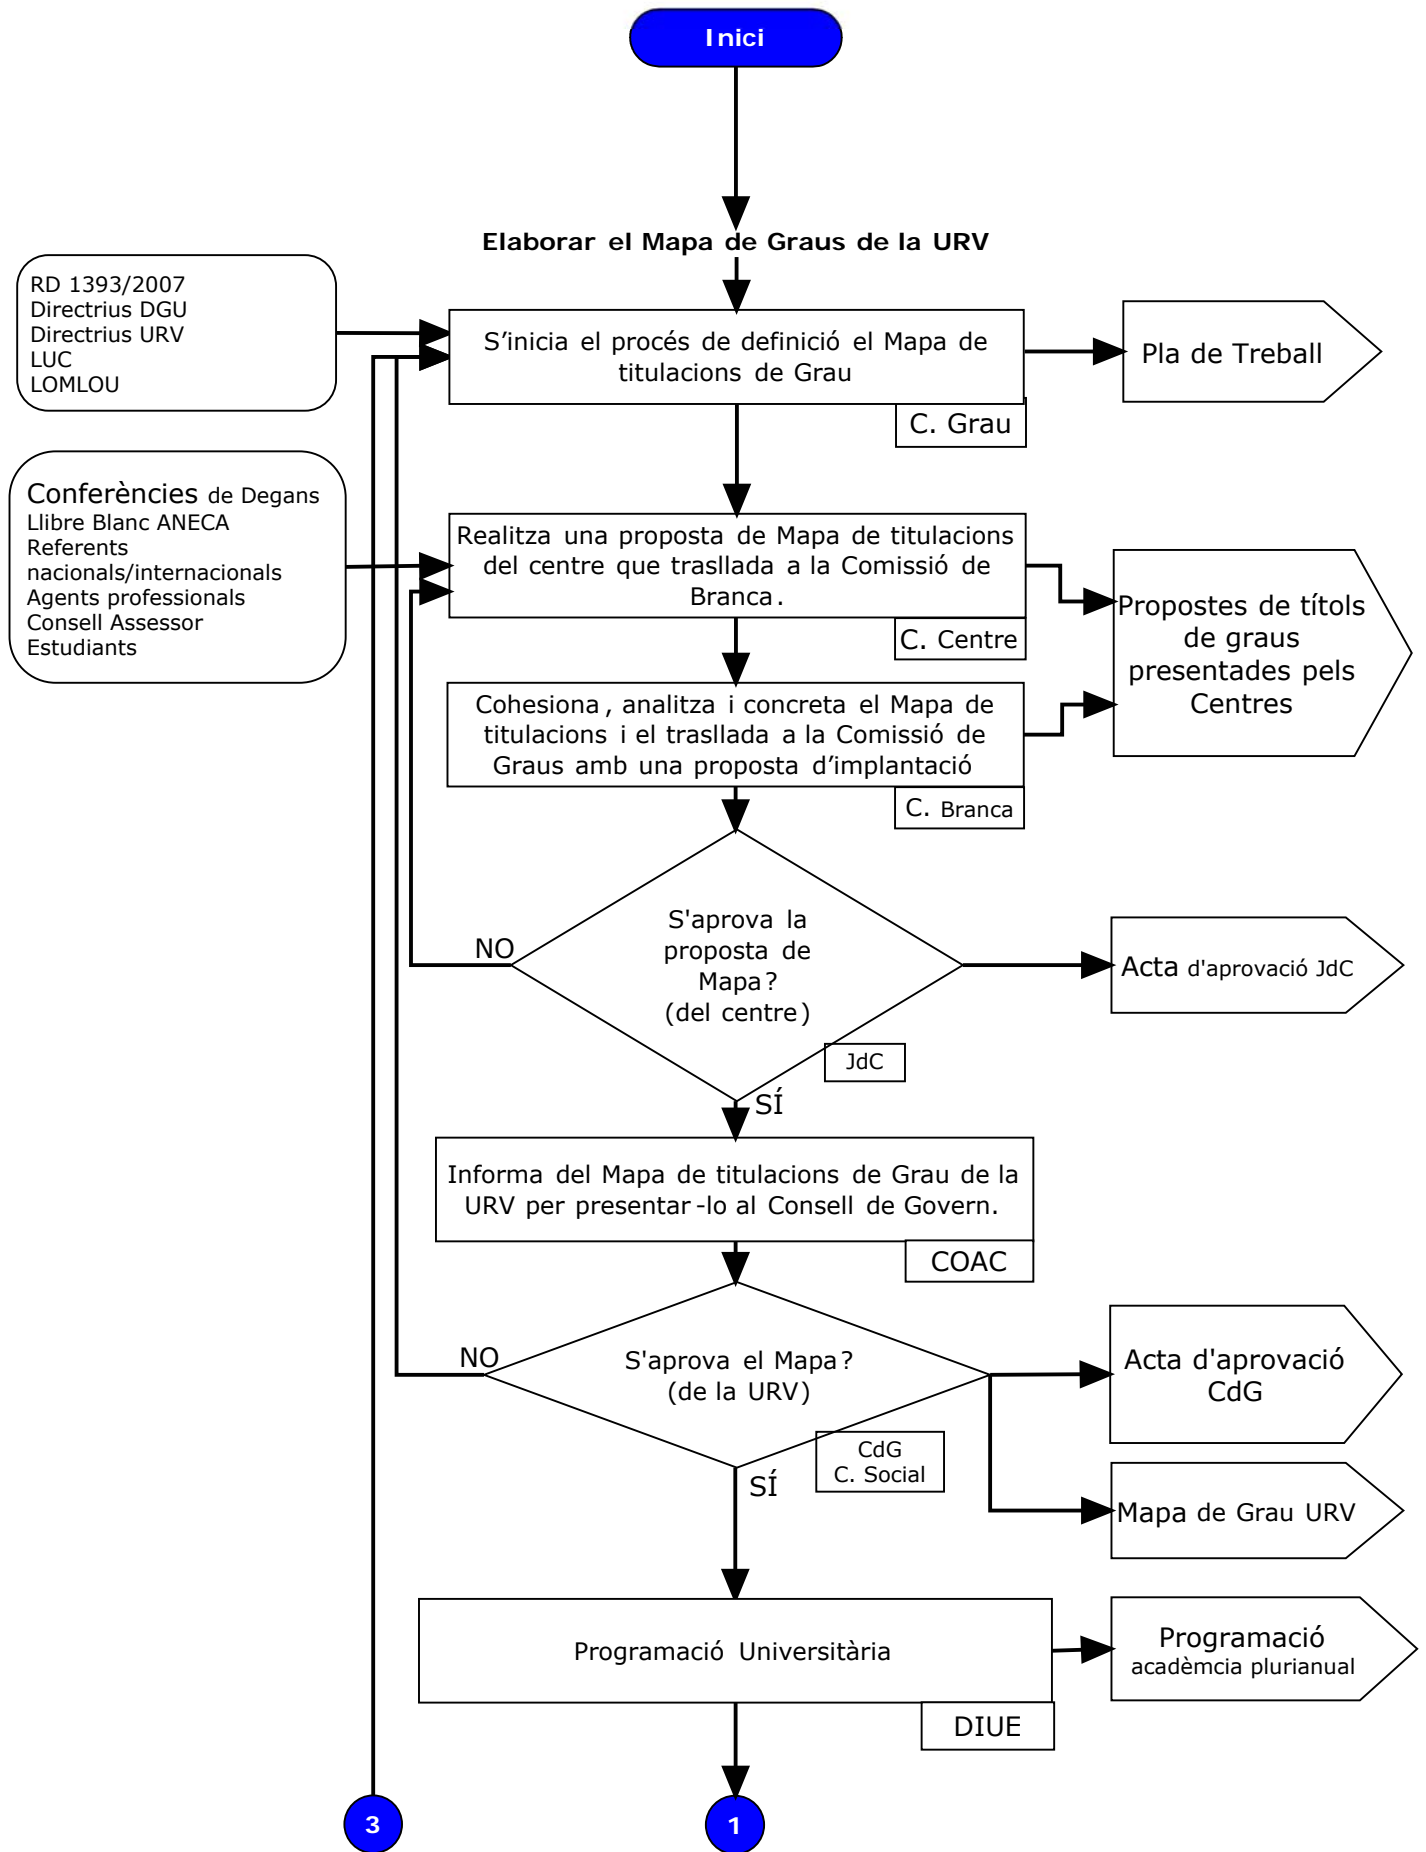 Inici
Elaborar el Mapa de Graus de la URV
RD 1393/2007
Directrius DGU
Directrius URV
LUC
LOMLOU
S'inicia el procés de definició el Mapa de
titulacions de Grau
C. Grau
Pla de Treball
Conferències de Degans
Llibre Blanc ANECA
Referents
nacionals/internacionals
Agents professionals
Consell Assessor
Estudiants
Realitza una proposta de Mapa de titulacions
del centre que trasllada a la Comissió de
Branca.
C. Centre
Propostes de títols
de graus
presentades pels
Centres
Cohesiona, analitza i concreta el Mapa de
titulacions i el trasllada a la Comissió de
Graus amb una proposta d'implantació
C. Branca
S'aprova la
proposta de
Mapa?
(del centre)
NO
JdC
SÍ
Acta d'aprovació JdC
Informa del Mapa de titulacions de Grau de la
URV per presentar-lo al Consell de Govern.
COAC
NO
S'aprova el Mapa?
(de la URV)
CdG
C. Social
SÍ
Acta d'aprovació
CdG
Mapa de Grau URV
Programació Universitària
DIUE
Programació
acadèmcia plurianual
3
1